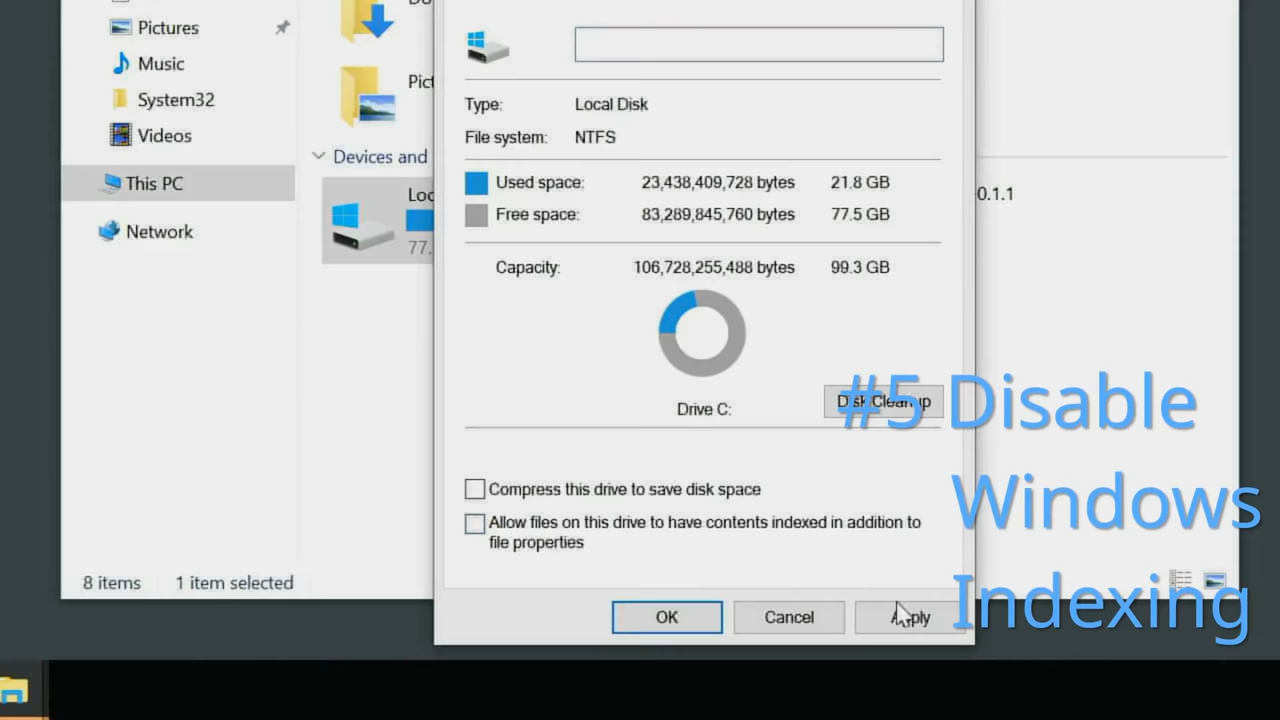 Pictures
Music
System32
Videos
This PC
Network
Pict
Devices and
Loc
77.
8 items 1 item selected
Type: Local Disk
File system: NTFS
Used space: 23,438,409,728 bytes 21.8 GB
Free space: 83,289,845,760 bytes 77.5 GB
Capacity: 106,728,255,488 bytes 99.3 GB
Drive C:
Disk Cleanup
Compress this drive to save disk space
Allow files on this drive to have contents indexed in addition to
file properties
OK Cancel Apply
0.1.1
#5 Disable
Windows
Indexing